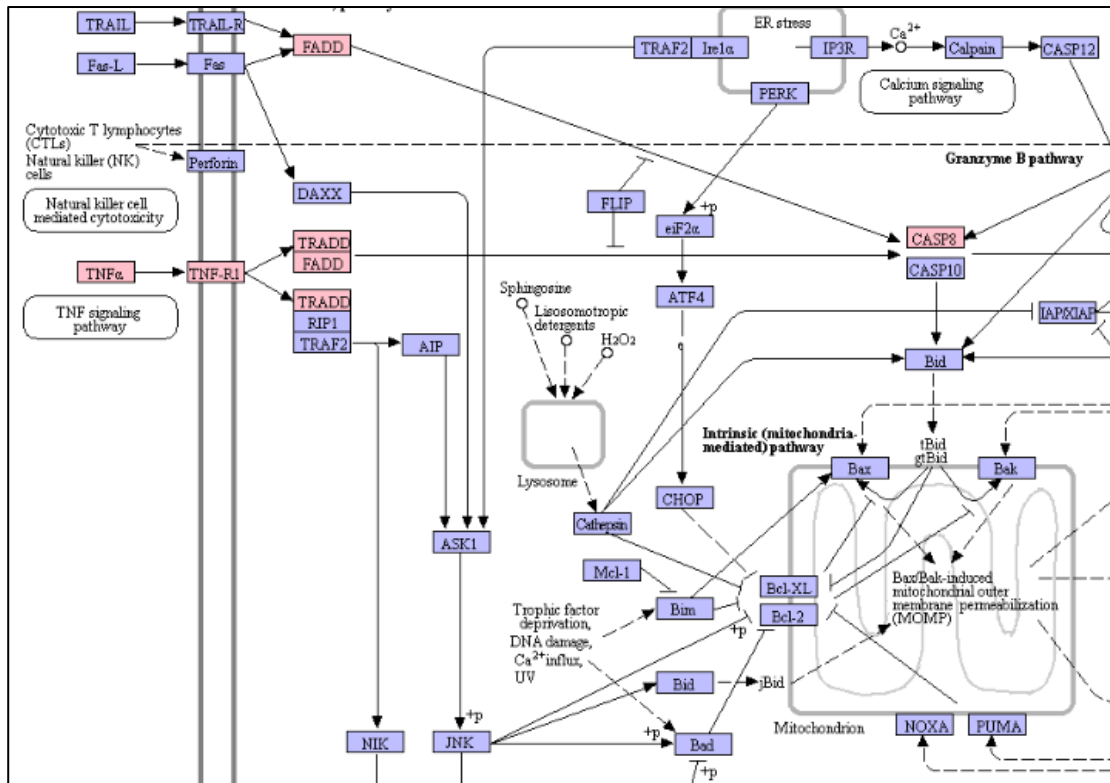 TRAIL
TRAIL-R
FADD
Fas-L
Fas
TRAF2
Ire1α
ER stress
IP3R
Ca2+
Calpain
CASP12
PERK
Calcium signaling
pathway
Cytotoxic T lymphocytes
(CTLs)
Natural killer (NK)
cells
Perforin
Granzyme B pathway
Natural killer cell
mediated cytotoxicity
DAXX
FLIP
+p
eiF2α
TRADD
FADD
CASP8
CASP10
TNFα
TNF-R1
TNF signaling
pathway
TRADD
RIP1
TRAF2
AIP
Sphingosine
Lisosomotropic
detergents
H2O2
ATF4
IAP/XIAP
Bid
Intrinsic (mitochondria-
mediated) pathway
tBid
gtBid
Bax
Bak
Lysosome
CHOP
Cathepsin
ASK1
Mcl-1
Bim
Bcl-XL
Bcl-2
Bax/Bak-induced
mitochondrial outer
membrane permeabilization
(MOMP)
Trophic factor
deprivation,
DNA damage,
Ca2+ influx,
UV
+p
+p
Bid
jBid
Mitochondrion
NOXA
PUMA
+p
+p
NIK
JNK
Bad
+p